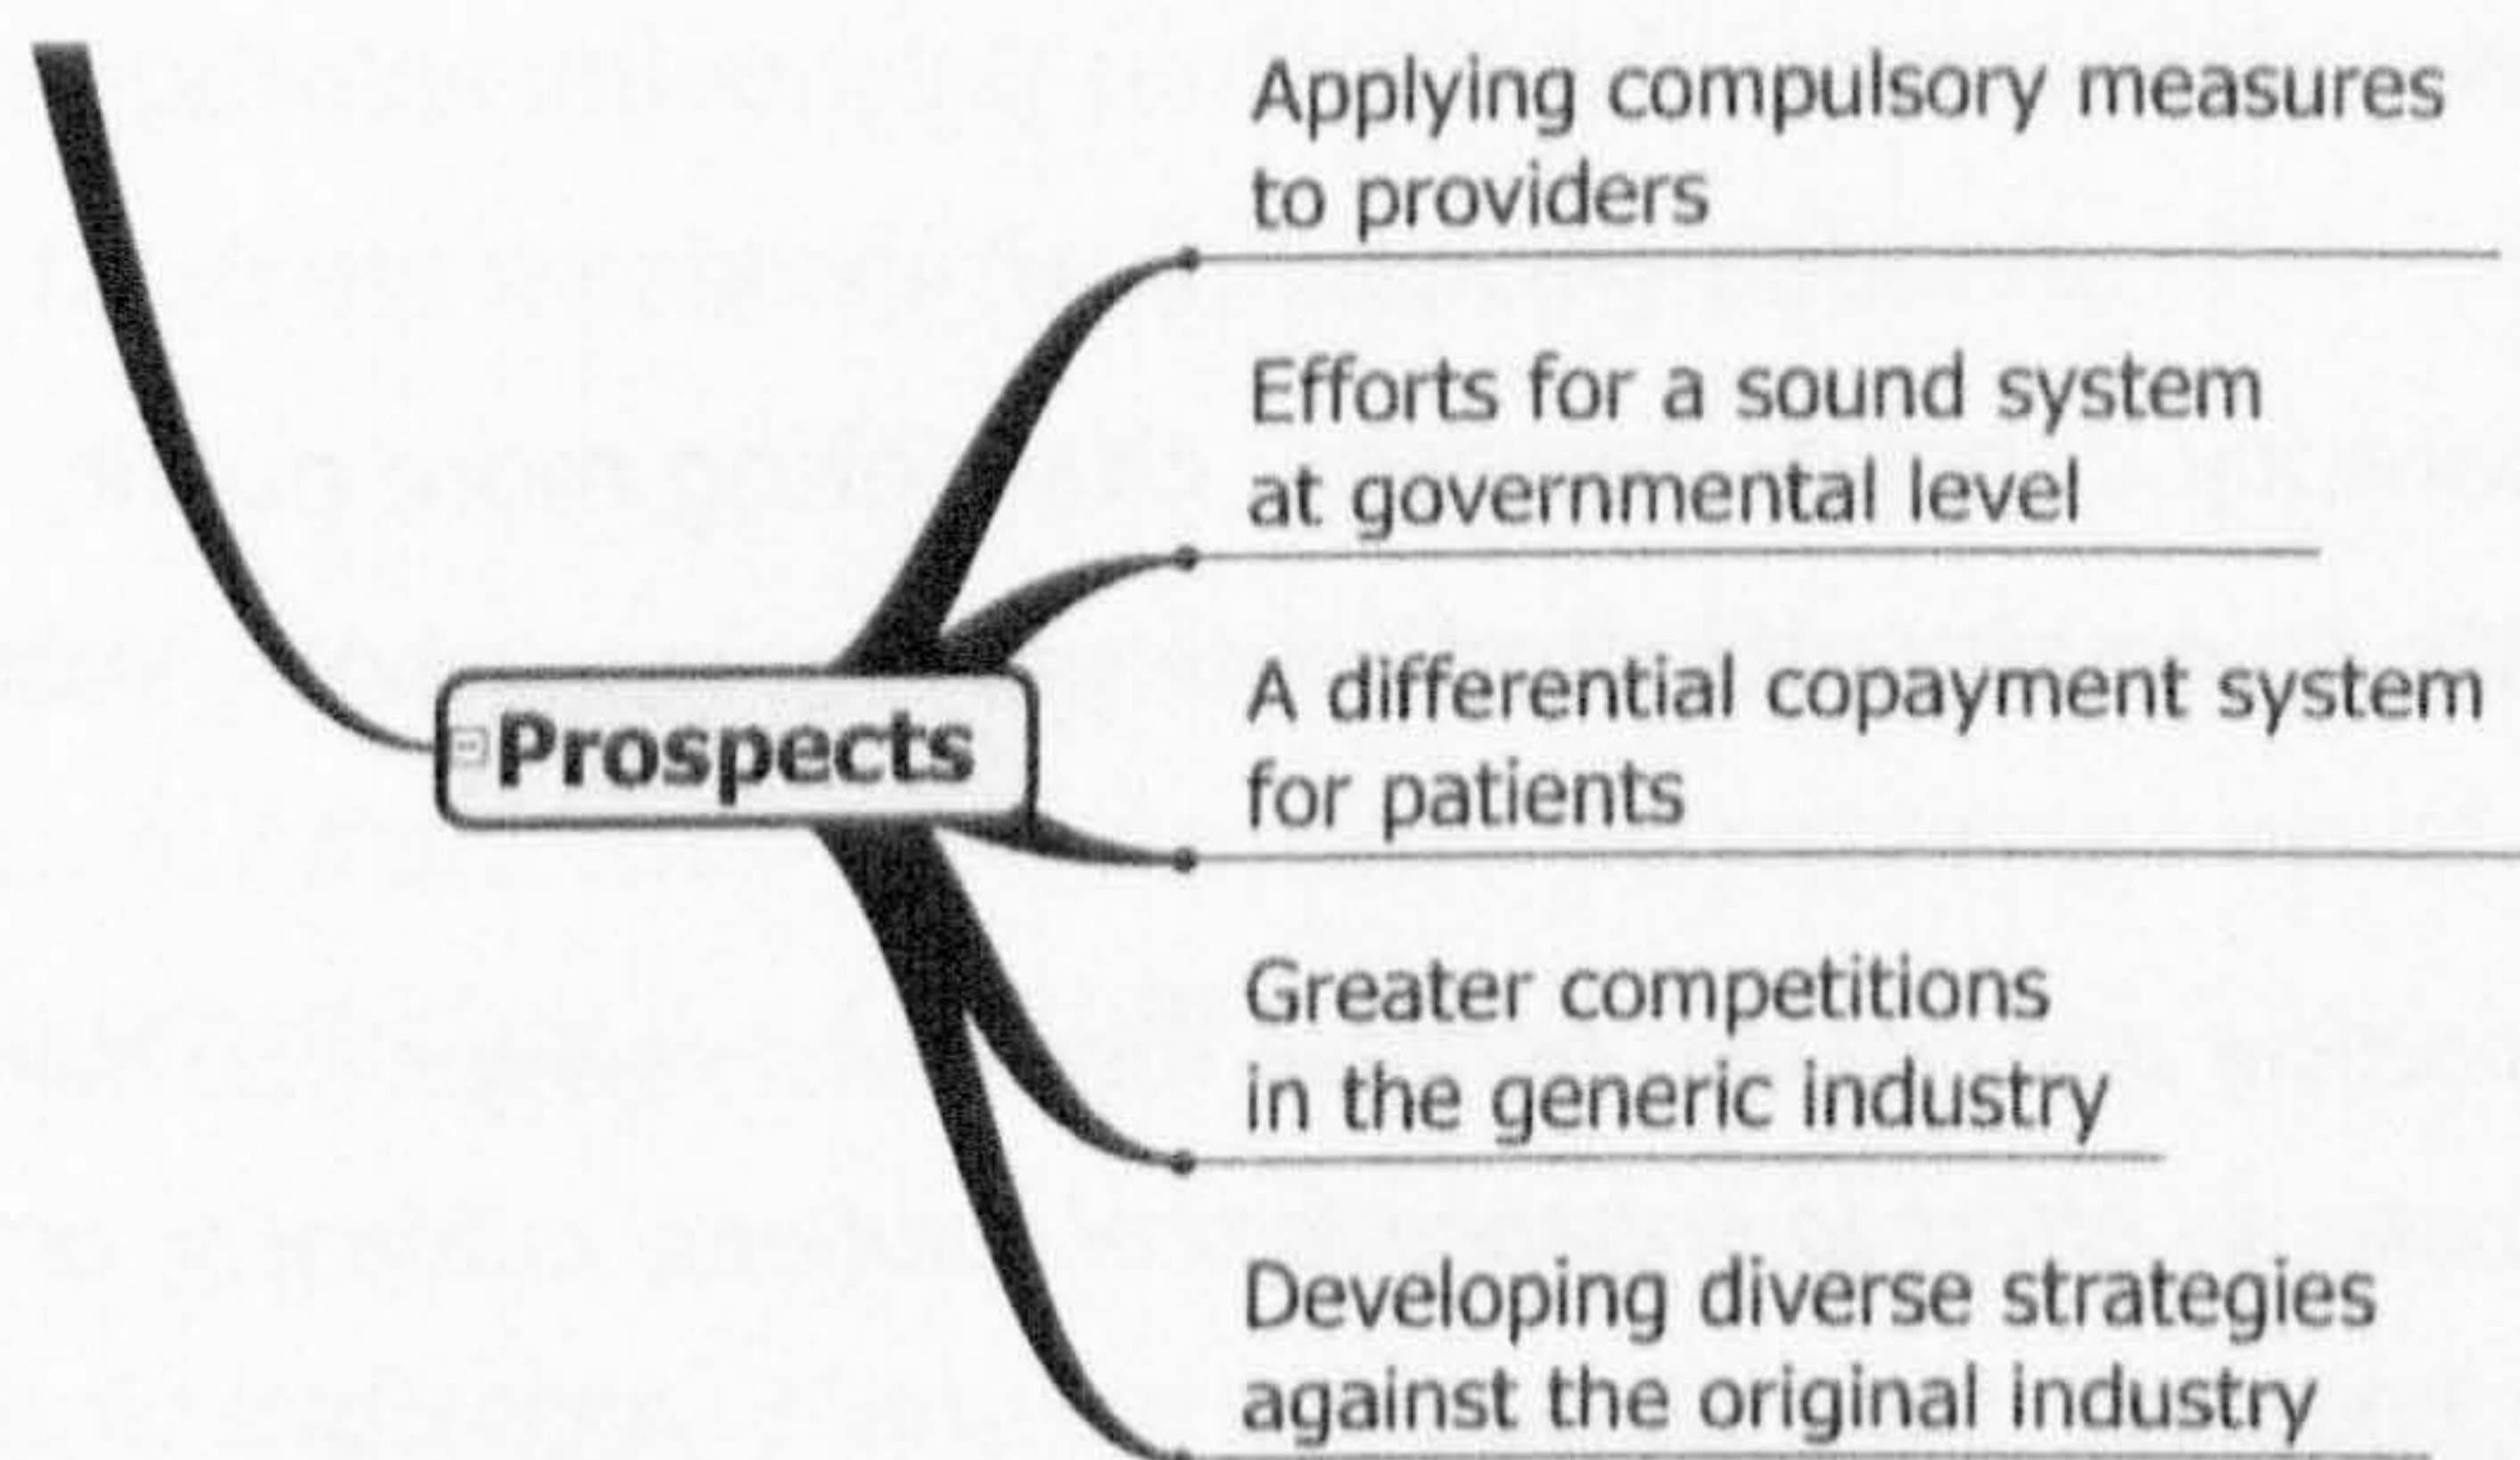 Applying compulsory measures
to providers
Efforts for a sound system
at governmental level
Prospects
A differential copayment system
for patients
Greater competitions
in the generic industry
Developing diverse strategies
against the original industry